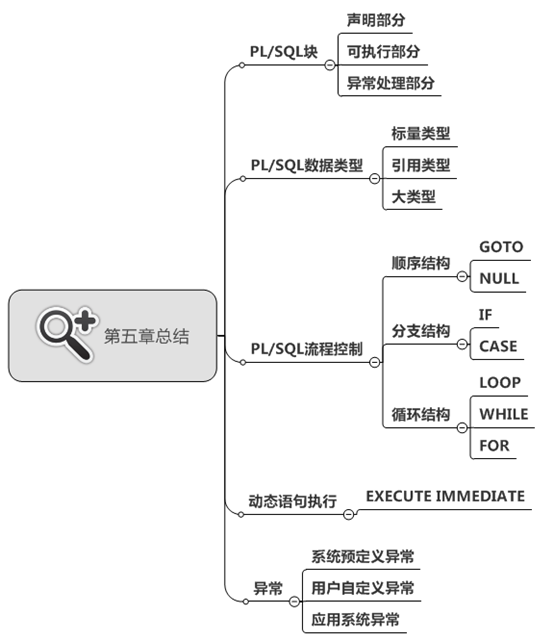 第五章总结
PL/SQL块
声明部分
可执行部分
异常处理部分
PL/SQL数据类型
标量类型
引用类型
大类型
PL/SQL流程控制
顺序结构
GOTO
NULL
分支结构
IF
CASE
循环结构
LOOP
WHILE
FOR
动态语句执行
EXECUTE IMMEDIATE
异常
系统预定义异常
用户自定义异常
应用系统异常